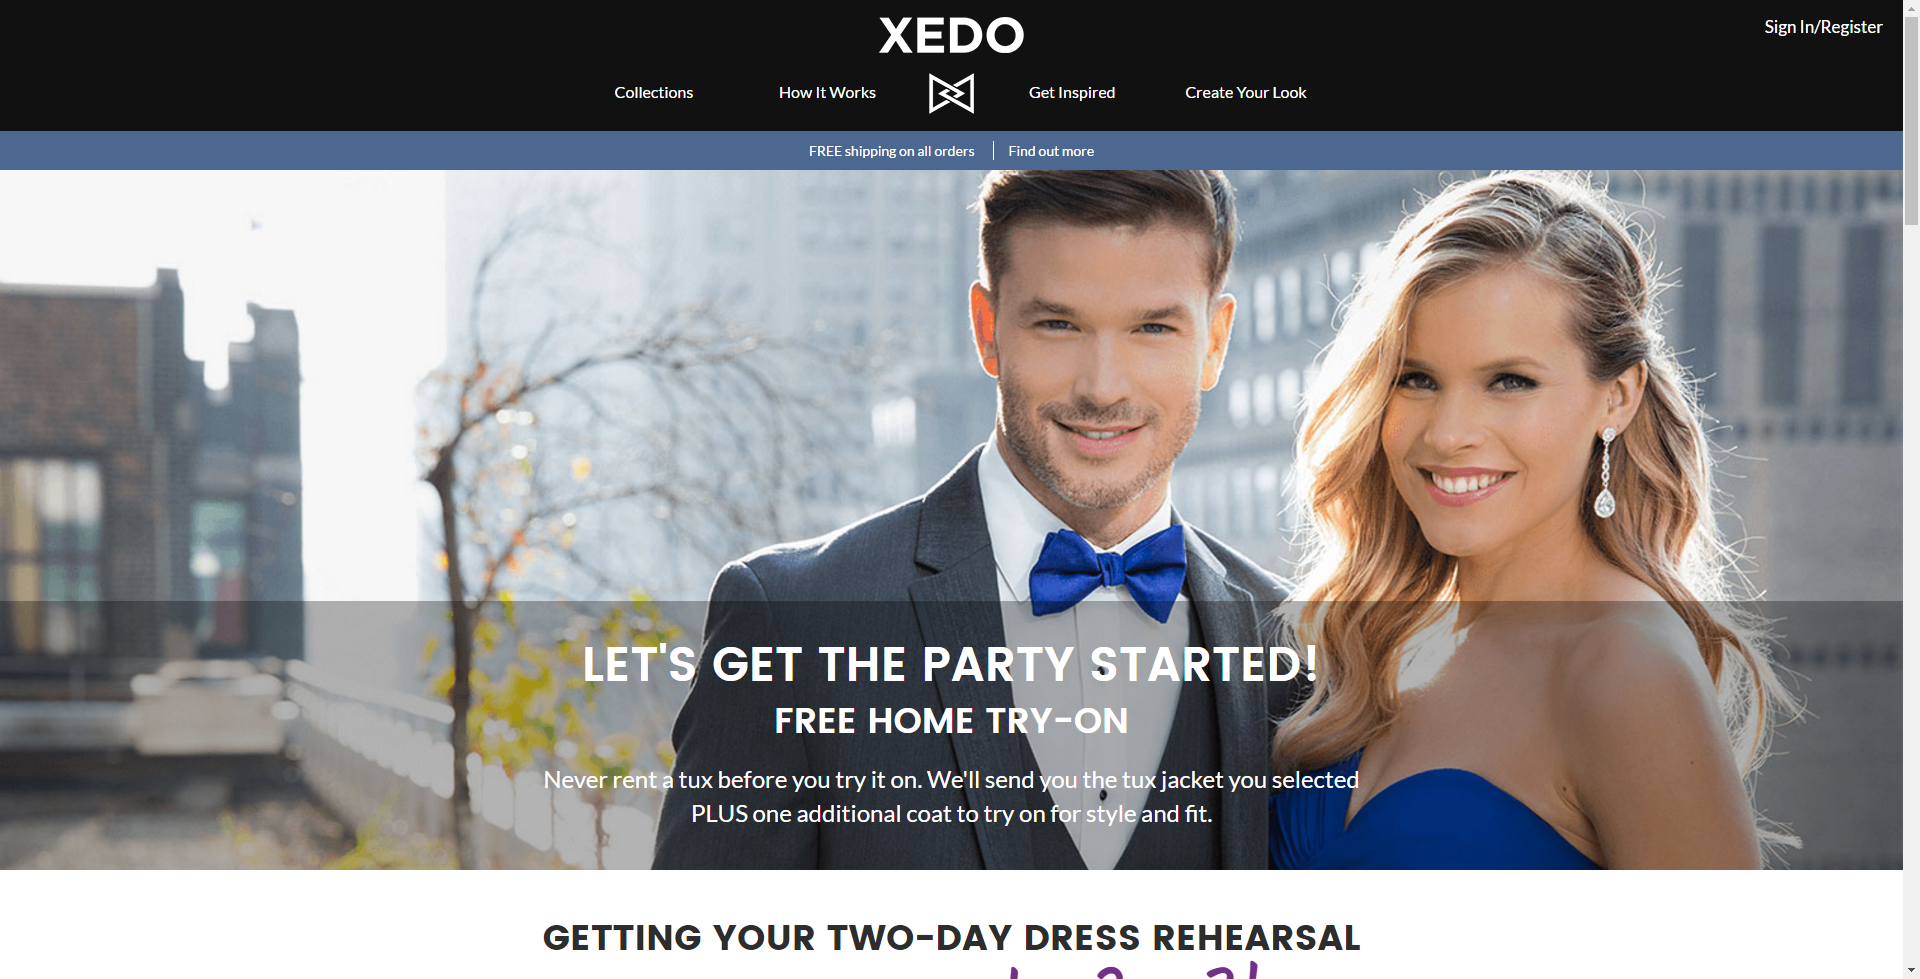 XEDO
Sign In/Register
Collections
How It Works
Get Inspired
Create Your Look
FREE shipping on all orders
Find out more
LET'S GET THE PARTY STARTED!
FREE HOME TRY-ON
Never rent a tux before you try it on. We'll send you the tux jacket you selected
PLUS one additional coat to try on for style and fit.
GETTING YOUR TWO-DAY DRESS REHEARSAL